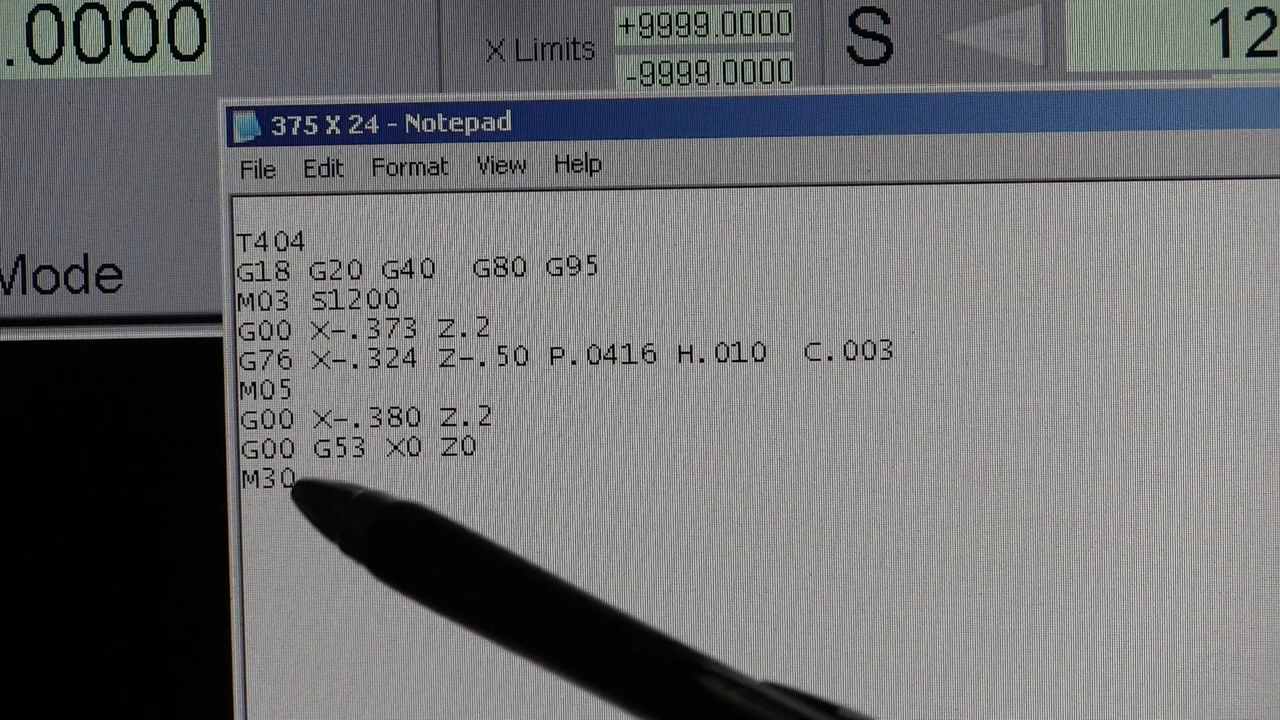 .0000
X Limits
+9999.0000
-9999.0000
S
12
375 X 24 - Notepad
File Edit Format View Help
T404
G18 G20 G40 G80 G95
M03 S1200
G00 X-.373 Z.2
G76 X-.324 Z-.50 P.0416 H.010 C.003
M05
G00 X-.380 Z.2
G00 G53 X0 Z0
M30
Mode